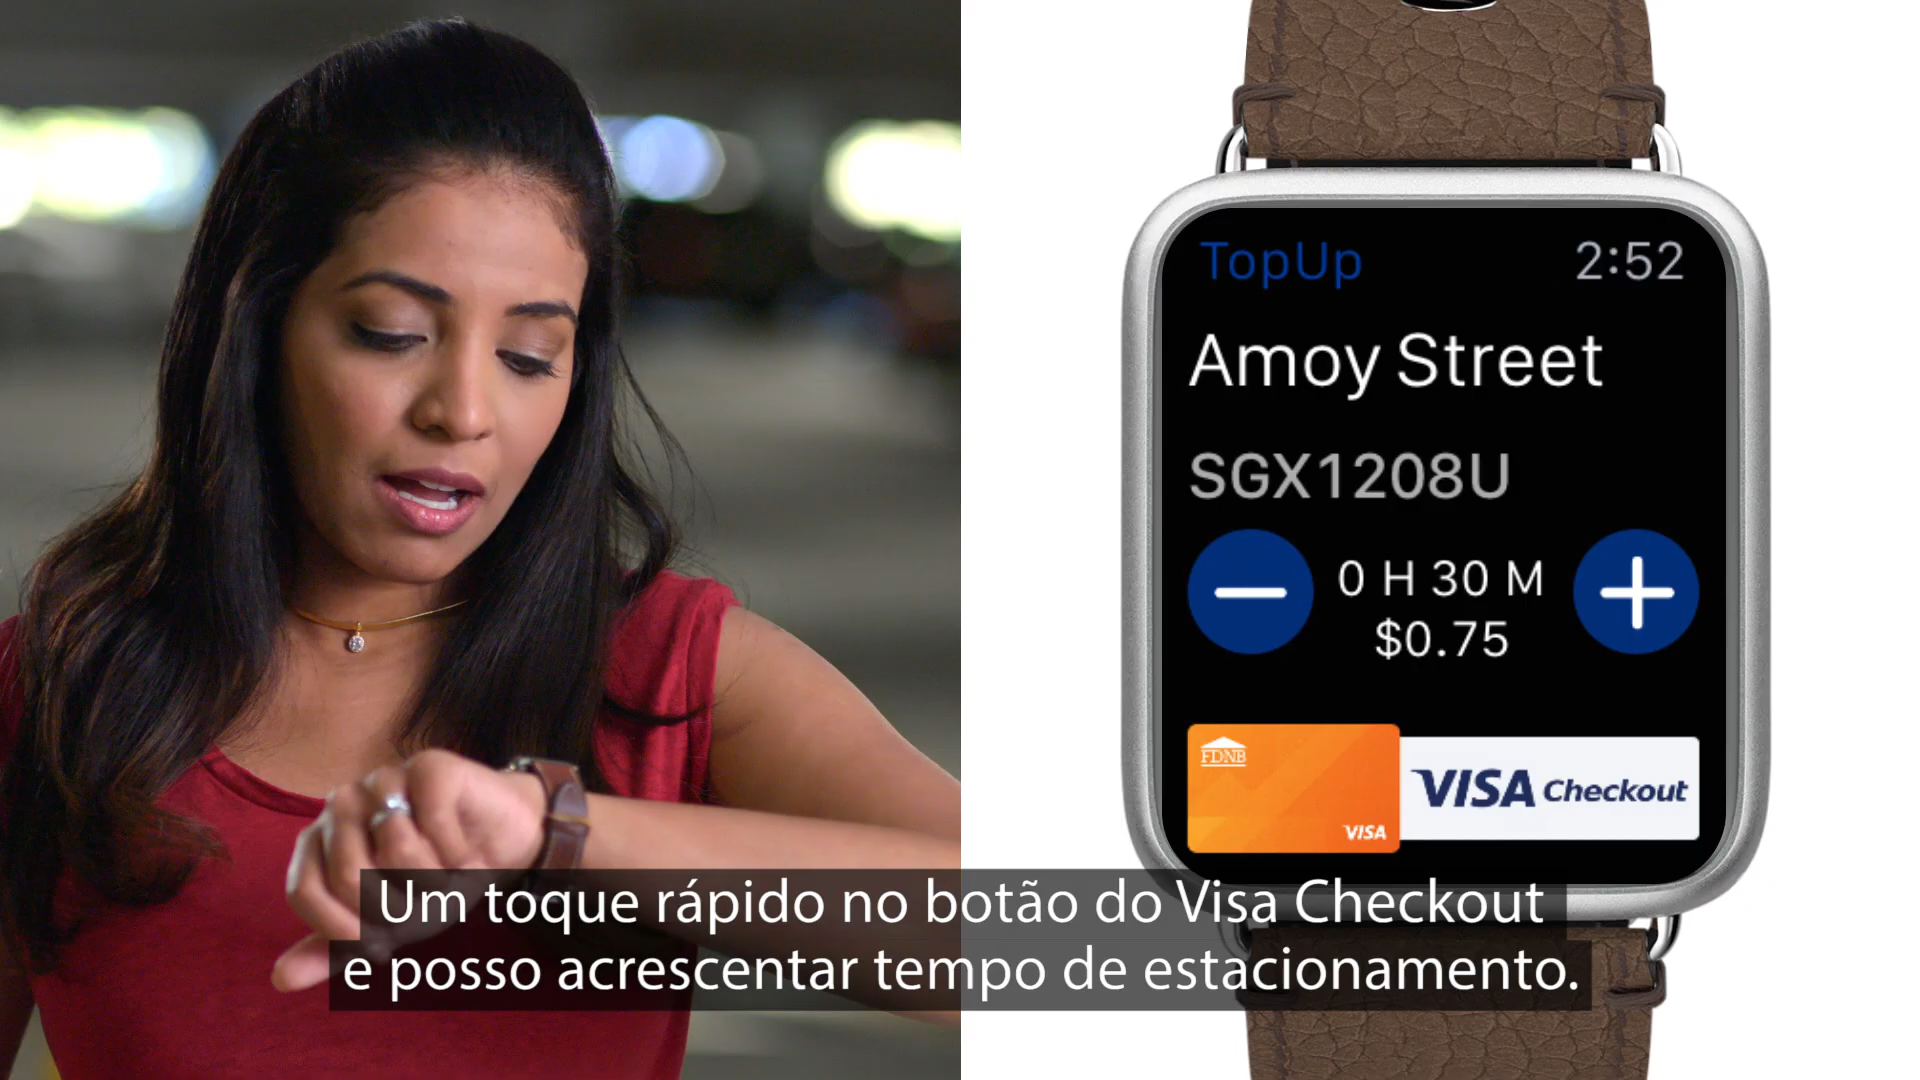 TopUp 2:52
Amoy Street
SGX1208U
0 H 30 M
$0.75
FDNB
VISA
VISA Checkout
Um toque rápido no botão do Visa Checkout
e posso acrescentar tempo de estacionamento.